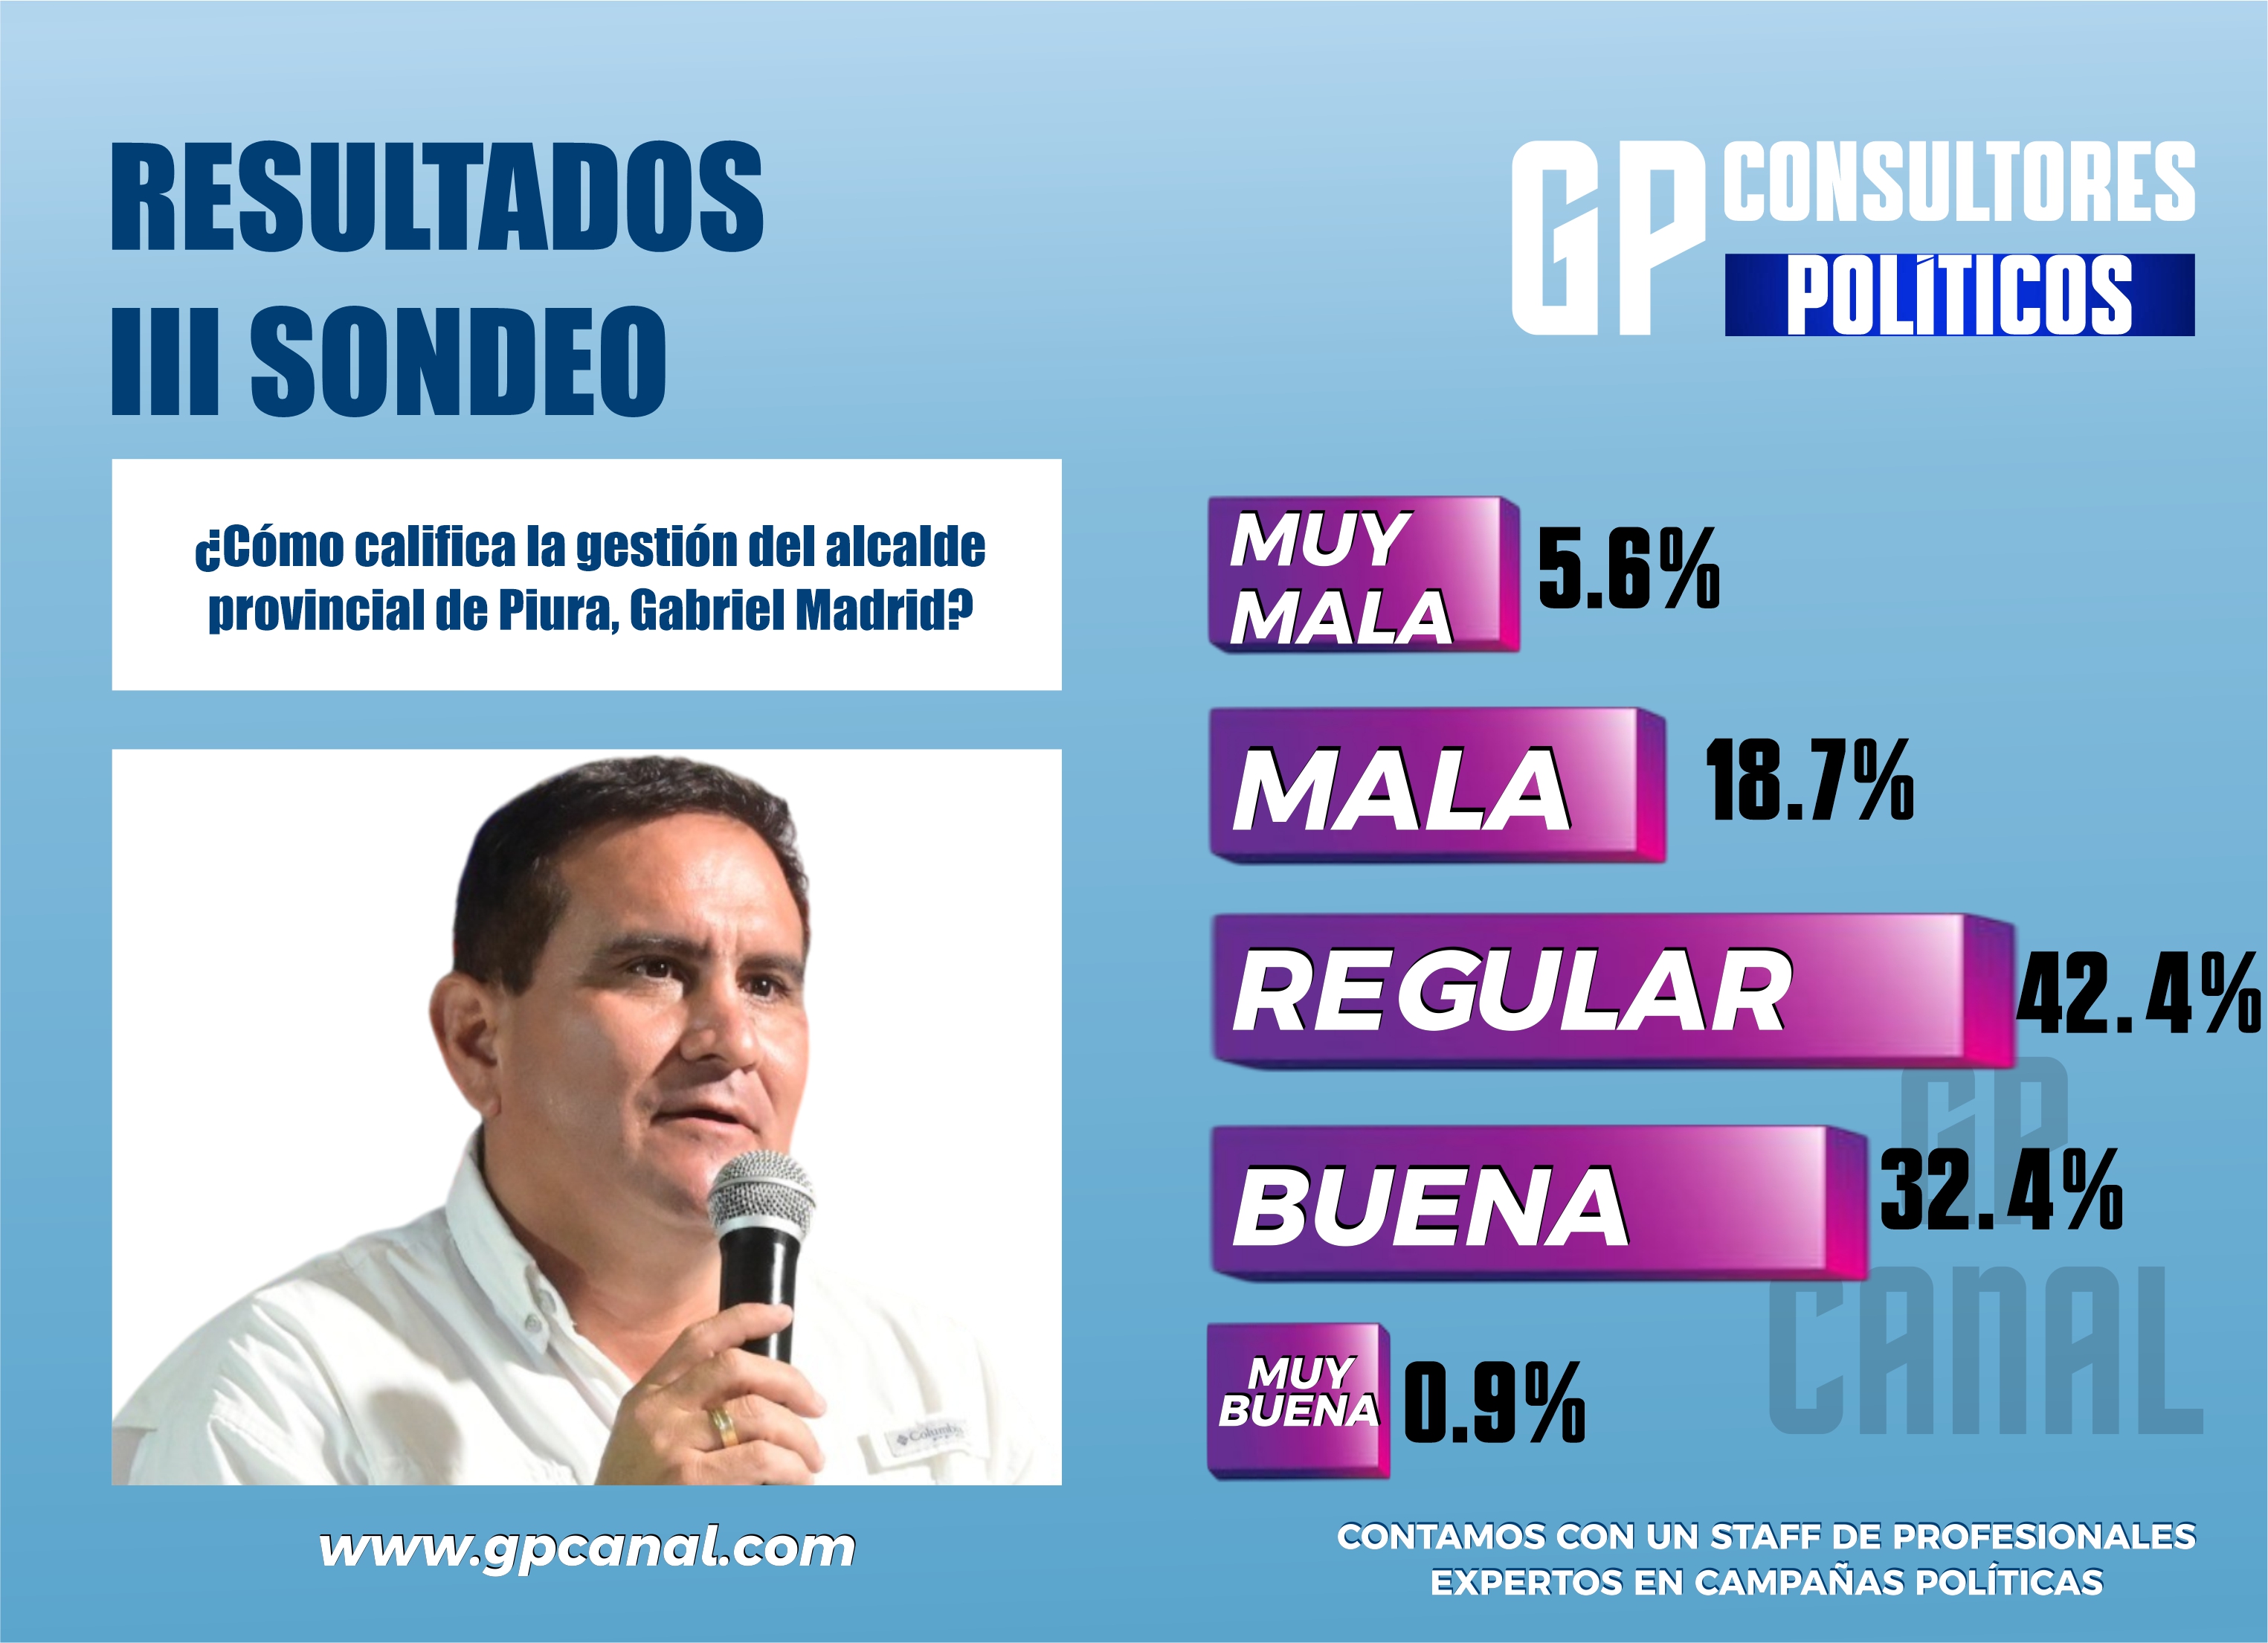 RESULTADOS
III SONDEO
GP CONSULTORES
POLÍTICOS
¿Cómo califica la gestión del alcalde
provincial de Piura, Gabriel Madrid?
MUY
MALA
5.6%
MALA
18.7%
REGULAR
42.4%
BUENA
32.4%
MUY
BUENA
0.9%
GP
CANAL
Columbia
www.gpcanal.com
CONTAMOS CON UN STAFF DE PROFESIONALES
EXPERTOS EN CAMPAÑAS POLÍTICAS